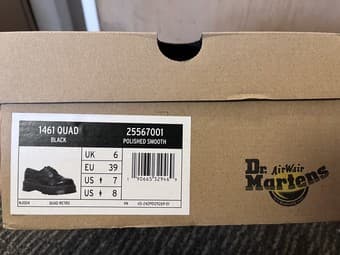 1461 QUAD
BLACK
25567001
POLISHED SMOOTH
UK 6
EU 39
US 7
US 8
QUAD RETRO
AirWair
Dr.
Martens